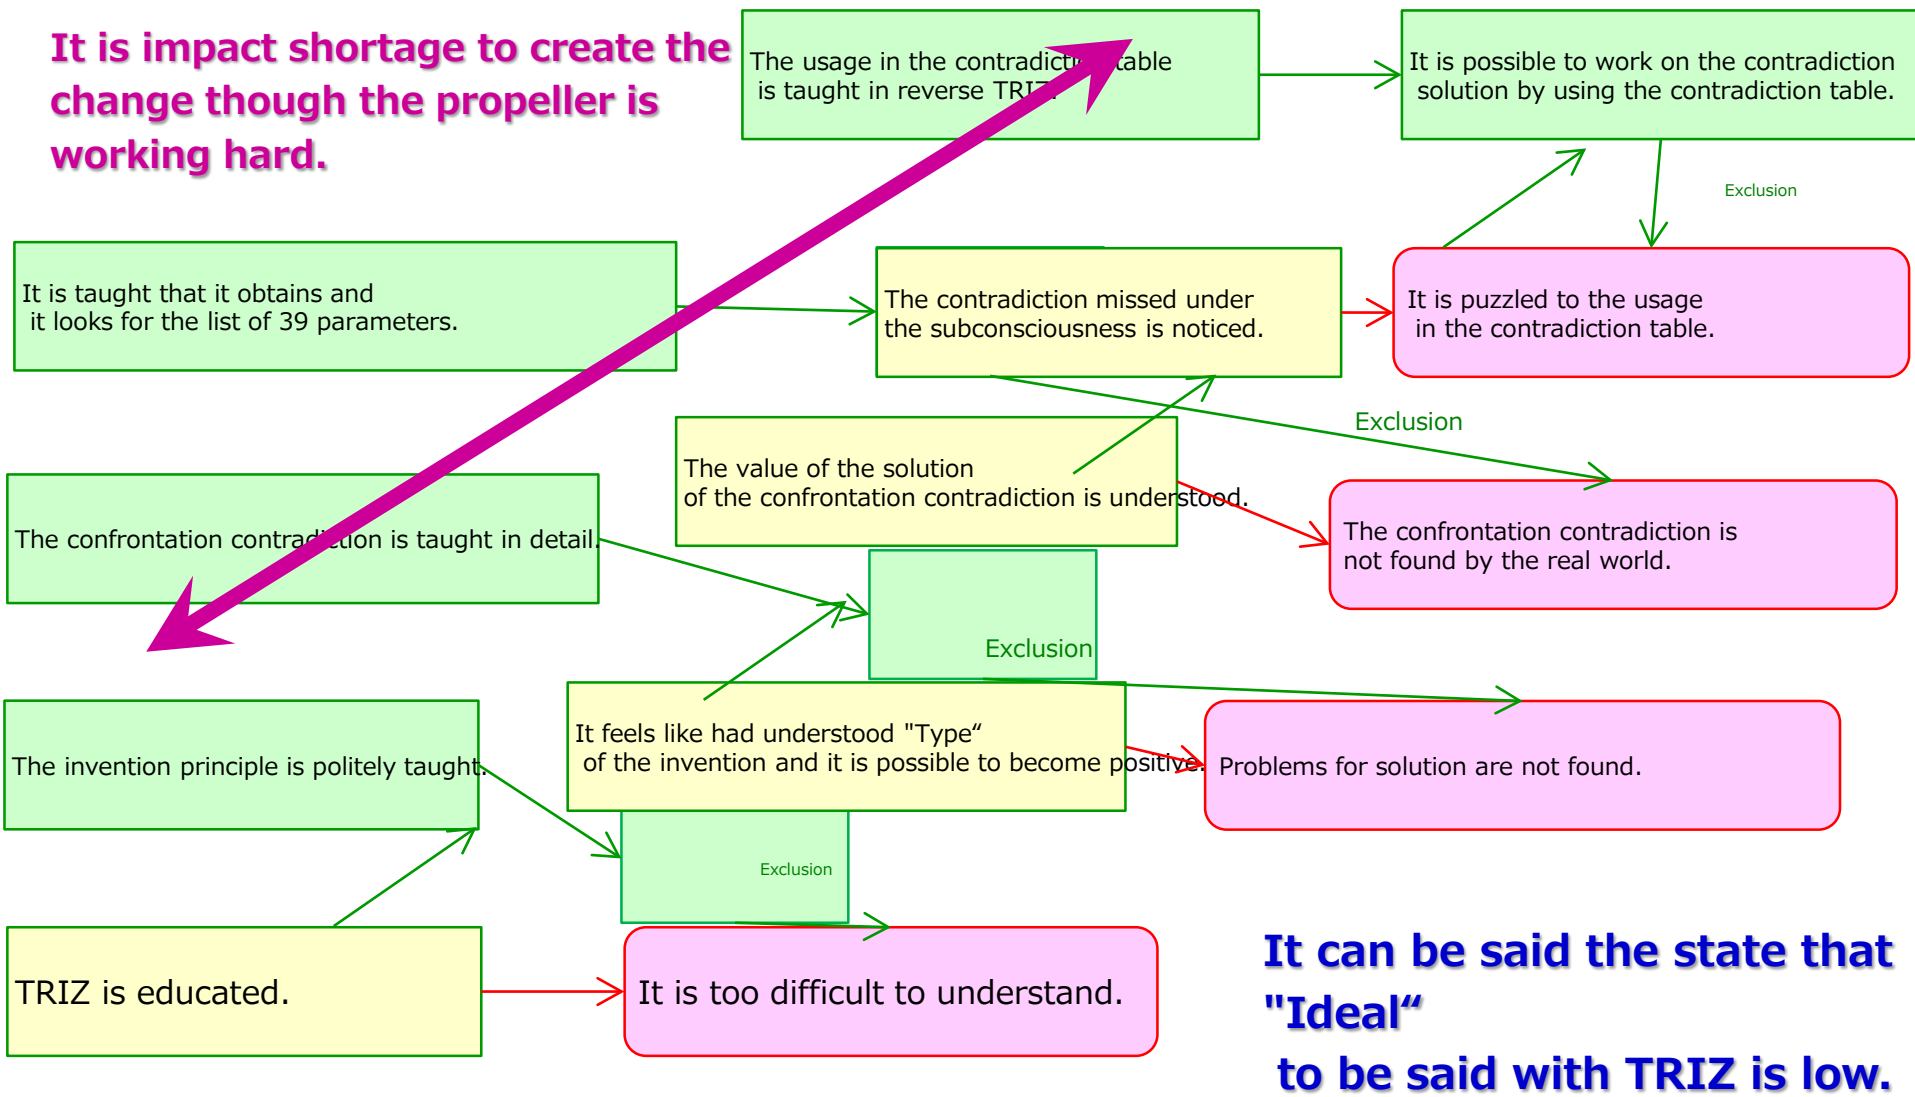 It is impact shortage to create the
change though the propeller is
working hard.
The usage in the contradiction table
is taught in reverse TRIZ.
It is possible to work on the contradiction
solution by using the contradiction table.
Exclusion
It is taught that it obtains and
it looks for the list of 39 parameters.
The contradiction missed under
the subconsciousness is noticed.
It is puzzled to the usage
in the contradiction table.
Exclusion
The value of the solution
of the confrontation contradiction is understood.
The confrontation contradiction is taught in detail.
The confrontation contradiction is
not found by the real world.
Exclusion
The invention principle is politely taught.
It feels like had understood "Type“
of the invention and it is possible to become positive.
Problems for solution are not found.
Exclusion
TRIZ is educated.
It is too difficult to understand.
It can be said the state that
"Ideal“
to be said with TRIZ is low.